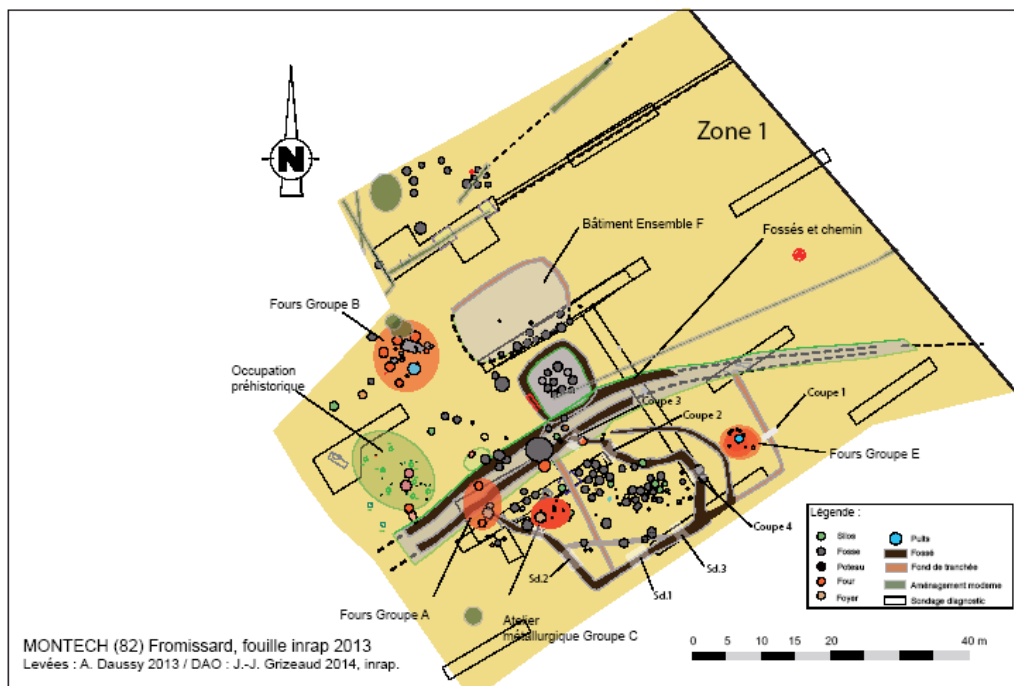 Zone 1
N
Bâtiment Ensemble F
Fossés et chemin
Fours Groupe B
Occupation
préhistorique
Coupe 3
Coupe 2
Coupe 1
Fours Groupe E
Coupe 4
Sd.2
Sd.3
Sd.1
Fours Groupe A
Atelier
métallurgique Groupe C
Légende :
Silos
Fosse
Poteau
Four
Foyer
Puits
Fossé
Fond de tranchée
Aménagement moderne
Sondage diagnostic
MONTECH (82) Fromissard, fouille inrap 2013
Levées : A. Daussy 2013 / DAO : J.-J. Grizeaud 2014, inrap.
0 5 10 15 20 40 m